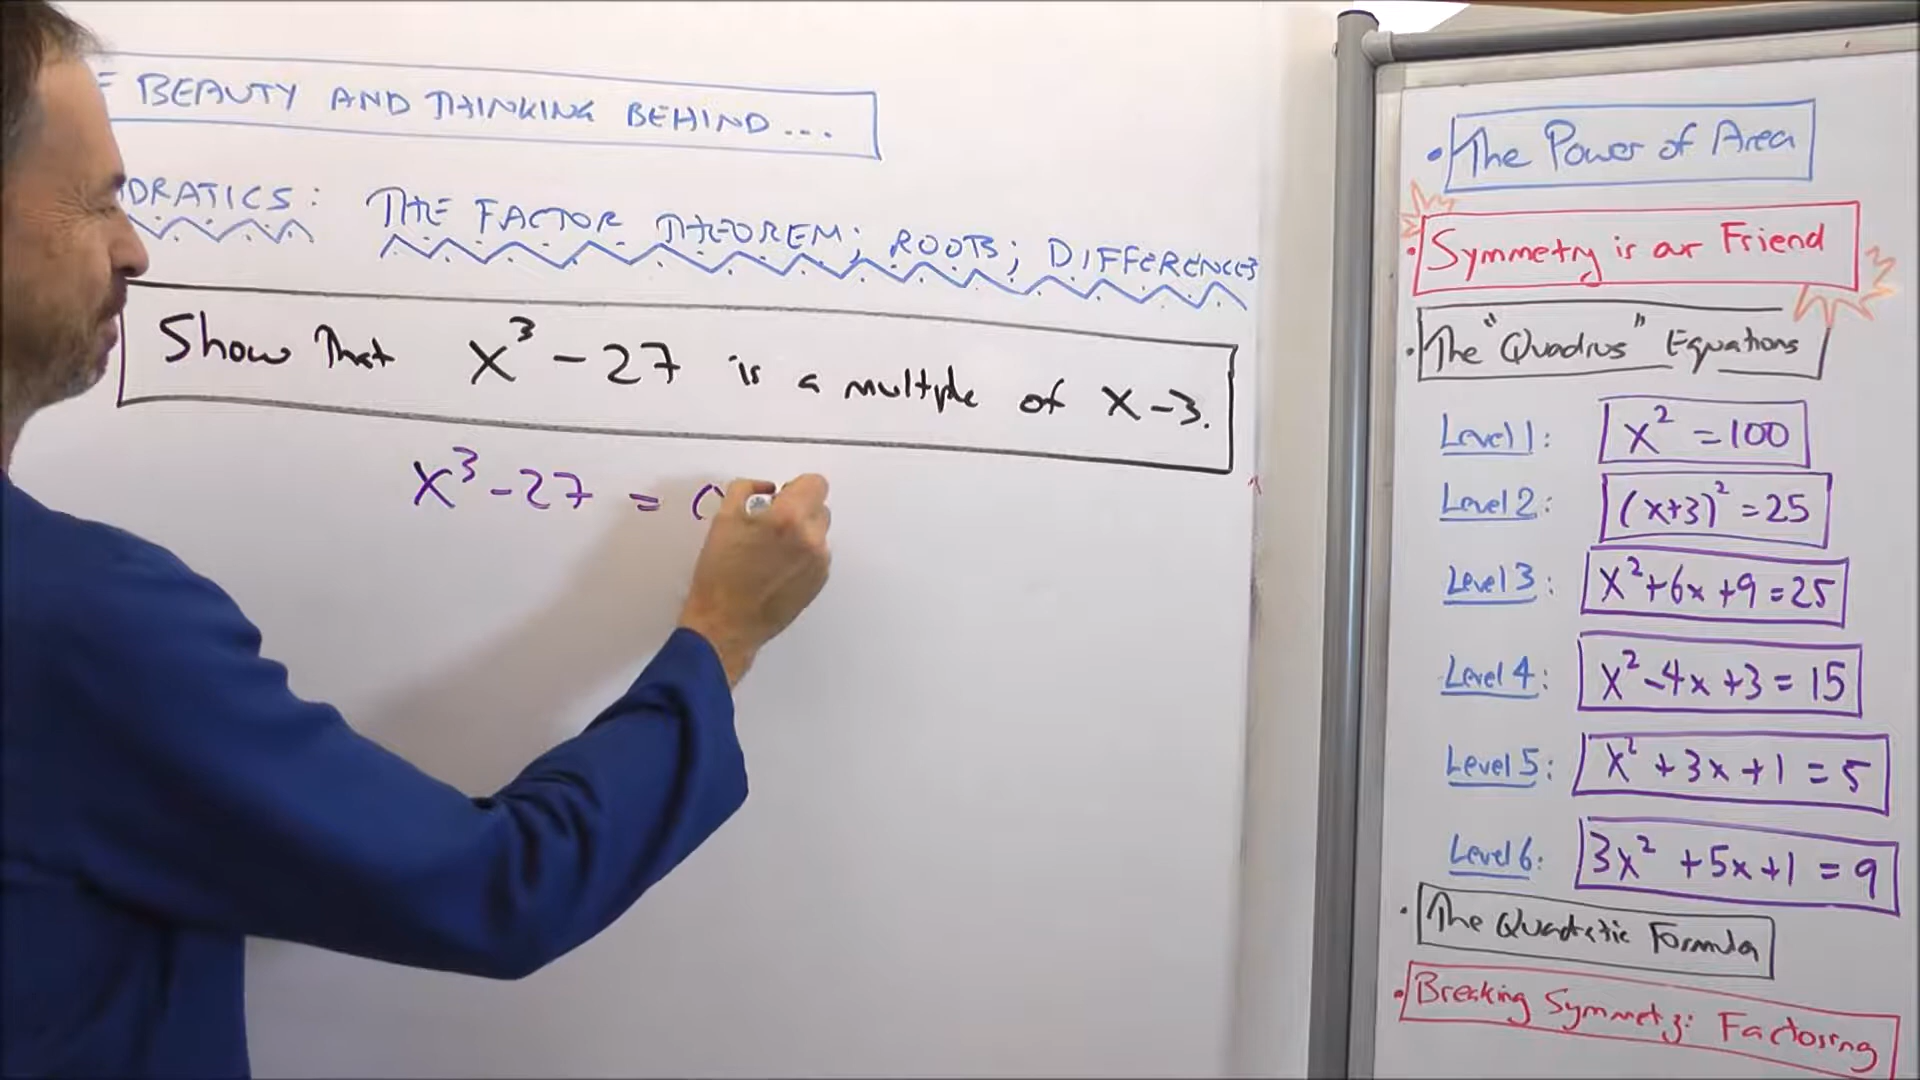 BEAUTY AND THINKING BEHIND...
DRATICS: THE FACTOR THEOREM; ROOTS; DIFFERENCES
Show That x³ - 27 is a multiple of x-3.
x³ - 27 = (
• The Power of Area
• Symmetry is our Friend
• The "Quadrus" Equations
Level 1: x² = 100
Level 2: (x+3)² = 25
Level 3: x²+6x+9=25
Level 4: x²-4x+3=15
Level 5: x²+3x+1=5
Level 6: 3x²+5x+1=9
• The Quadratic Formula
• Breaking Symmetry: Factoring